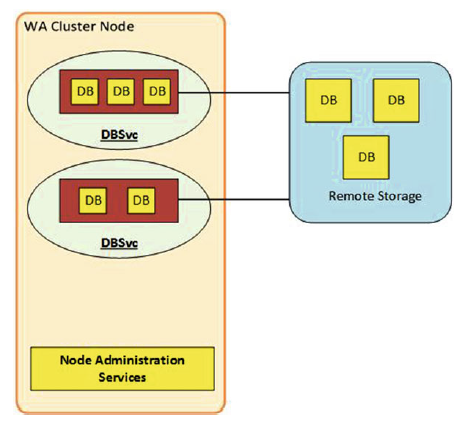 WA Cluster Node
DB DB DB
DBSvc
DB DB
DBSvc
Node Administration
Services
DB DB
DB
Remote Storage